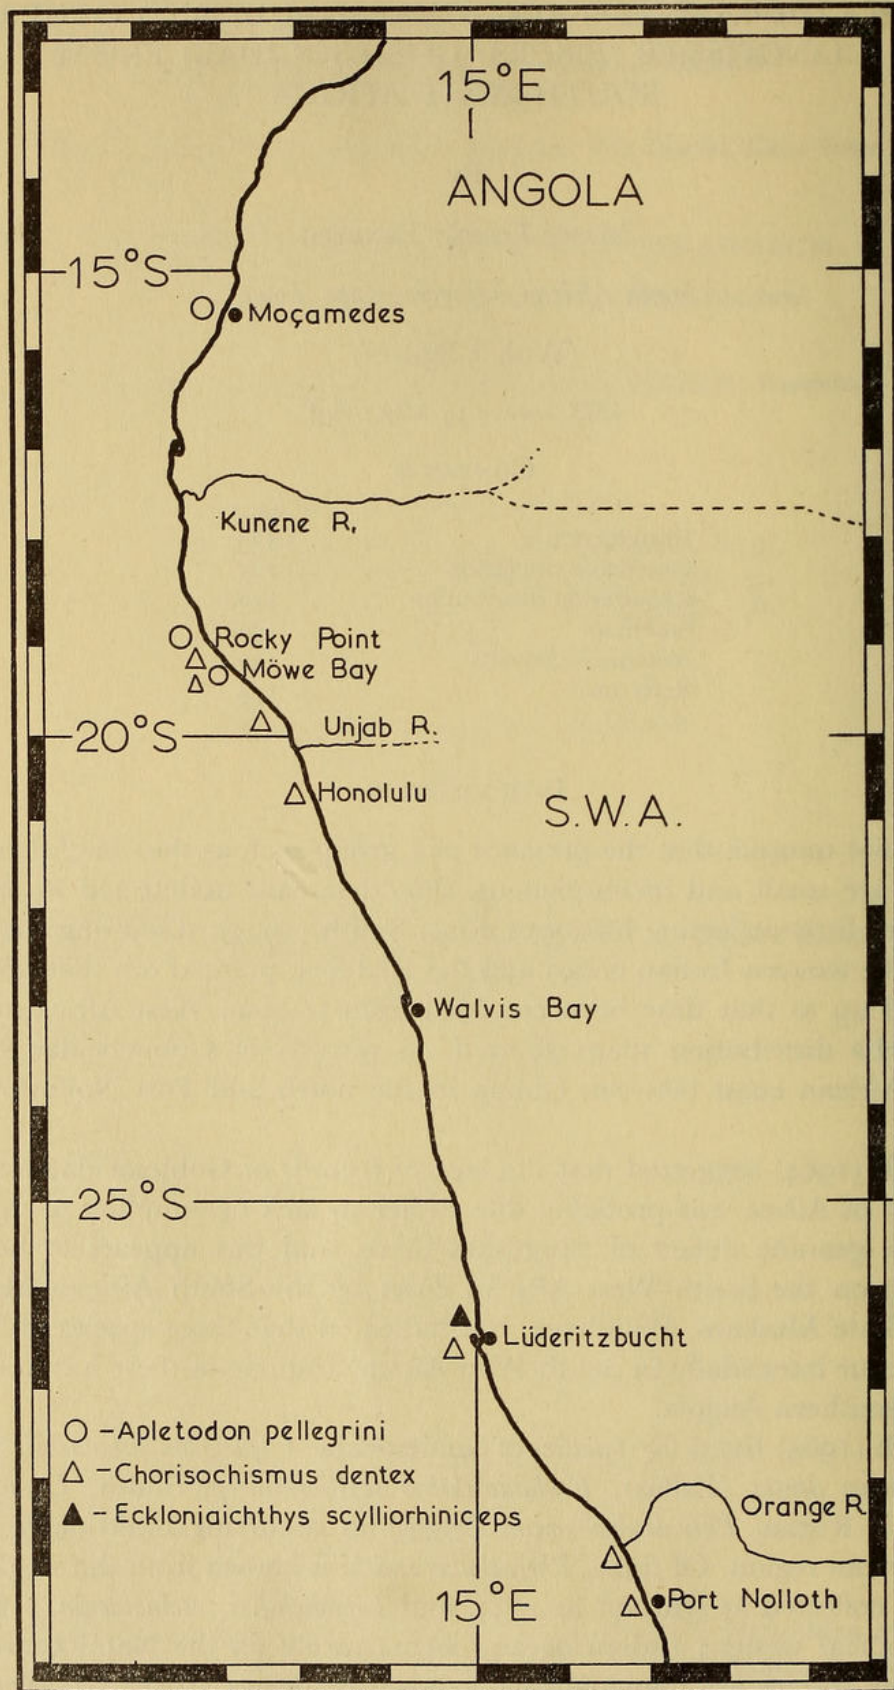 15°E
ANGOLA
15°S
Moçamedes
Kunene R.
Rocky Point
Möwe Bay
20°S
Unjab R.
Honolulu
S.W.A.
Walvis Bay
25°S
Lüderitzbucht
-Apletodon pellegrini
-Chorisochismus dentex
- Eckloniaichthys scylliorhiniceps
Orange R
15°E
Port Nolloth